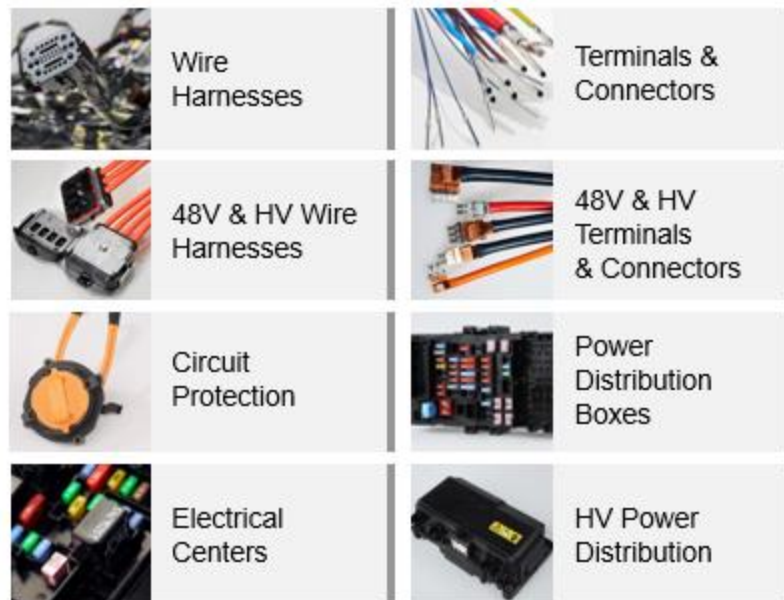 Wire
Harnesses
Terminals &
Connectors
48V & HV Wire
Harnesses
48V & HV
Terminals
& Connectors
Circuit
Protection
Power
Distribution
Boxes
Electrical
Centers
HV Power
Distribution